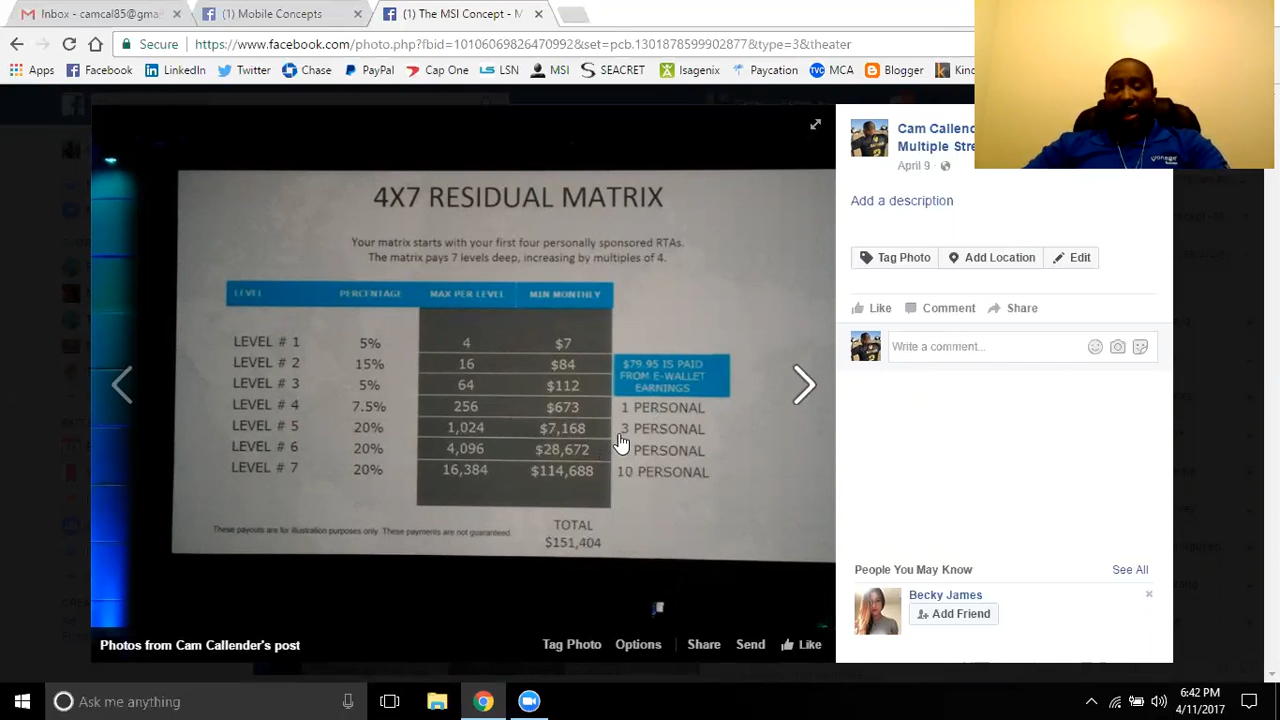 Inbox - camcal85@gmai
(1) Mobile Concepts
(1) The MSI Concept - M
Secure https://www.facebook.com/photo.php?fbid=10106069826470992&set=pcb.1301878599902877&type=3&theater
Apps Facebook LinkedIn Twitter Chase PayPal Cap One LSN MSI SEACRET Isagenix Paycation MCA Blogger Kind
vonage
4X7 RESIDUAL MATRIX
Your matrix starts with your first four personally sponsored RTAs.
The matrix pays 7 levels deep, increasing by multiples of 4.
LEVEL PERCENTAGE MAX PER LEVEL MIN MONTHLY
LEVEL # 1 5% 4 $7
LEVEL # 2 15% 16 $84
LEVEL # 3 5% 64 $112
$79.95 IS PAID
FROM E-WALLET
EARNINGS
LEVEL # 4 7.5% 256 $673 1 PERSONAL
LEVEL # 5 20% 1,024 $7,168 3 PERSONAL
LEVEL # 6 20% 4,096 $28,672 PERSONAL
LEVEL # 7 20% 16,384 $114,688 10 PERSONAL
These payouts are for illustration purposes only. These payments are not guaranteed.
TOTAL
$151,404
Photos from Cam Callender's post
Tag Photo Options Share Send Like
Cam Callend
Multiple Stre
April 9
Add a description
Tag Photo Add Location Edit
Like Comment Share
Write a comment...
People You May Know See All
Becky James
Add Friend
Ask me anything
6:42 PM
4/11/2017